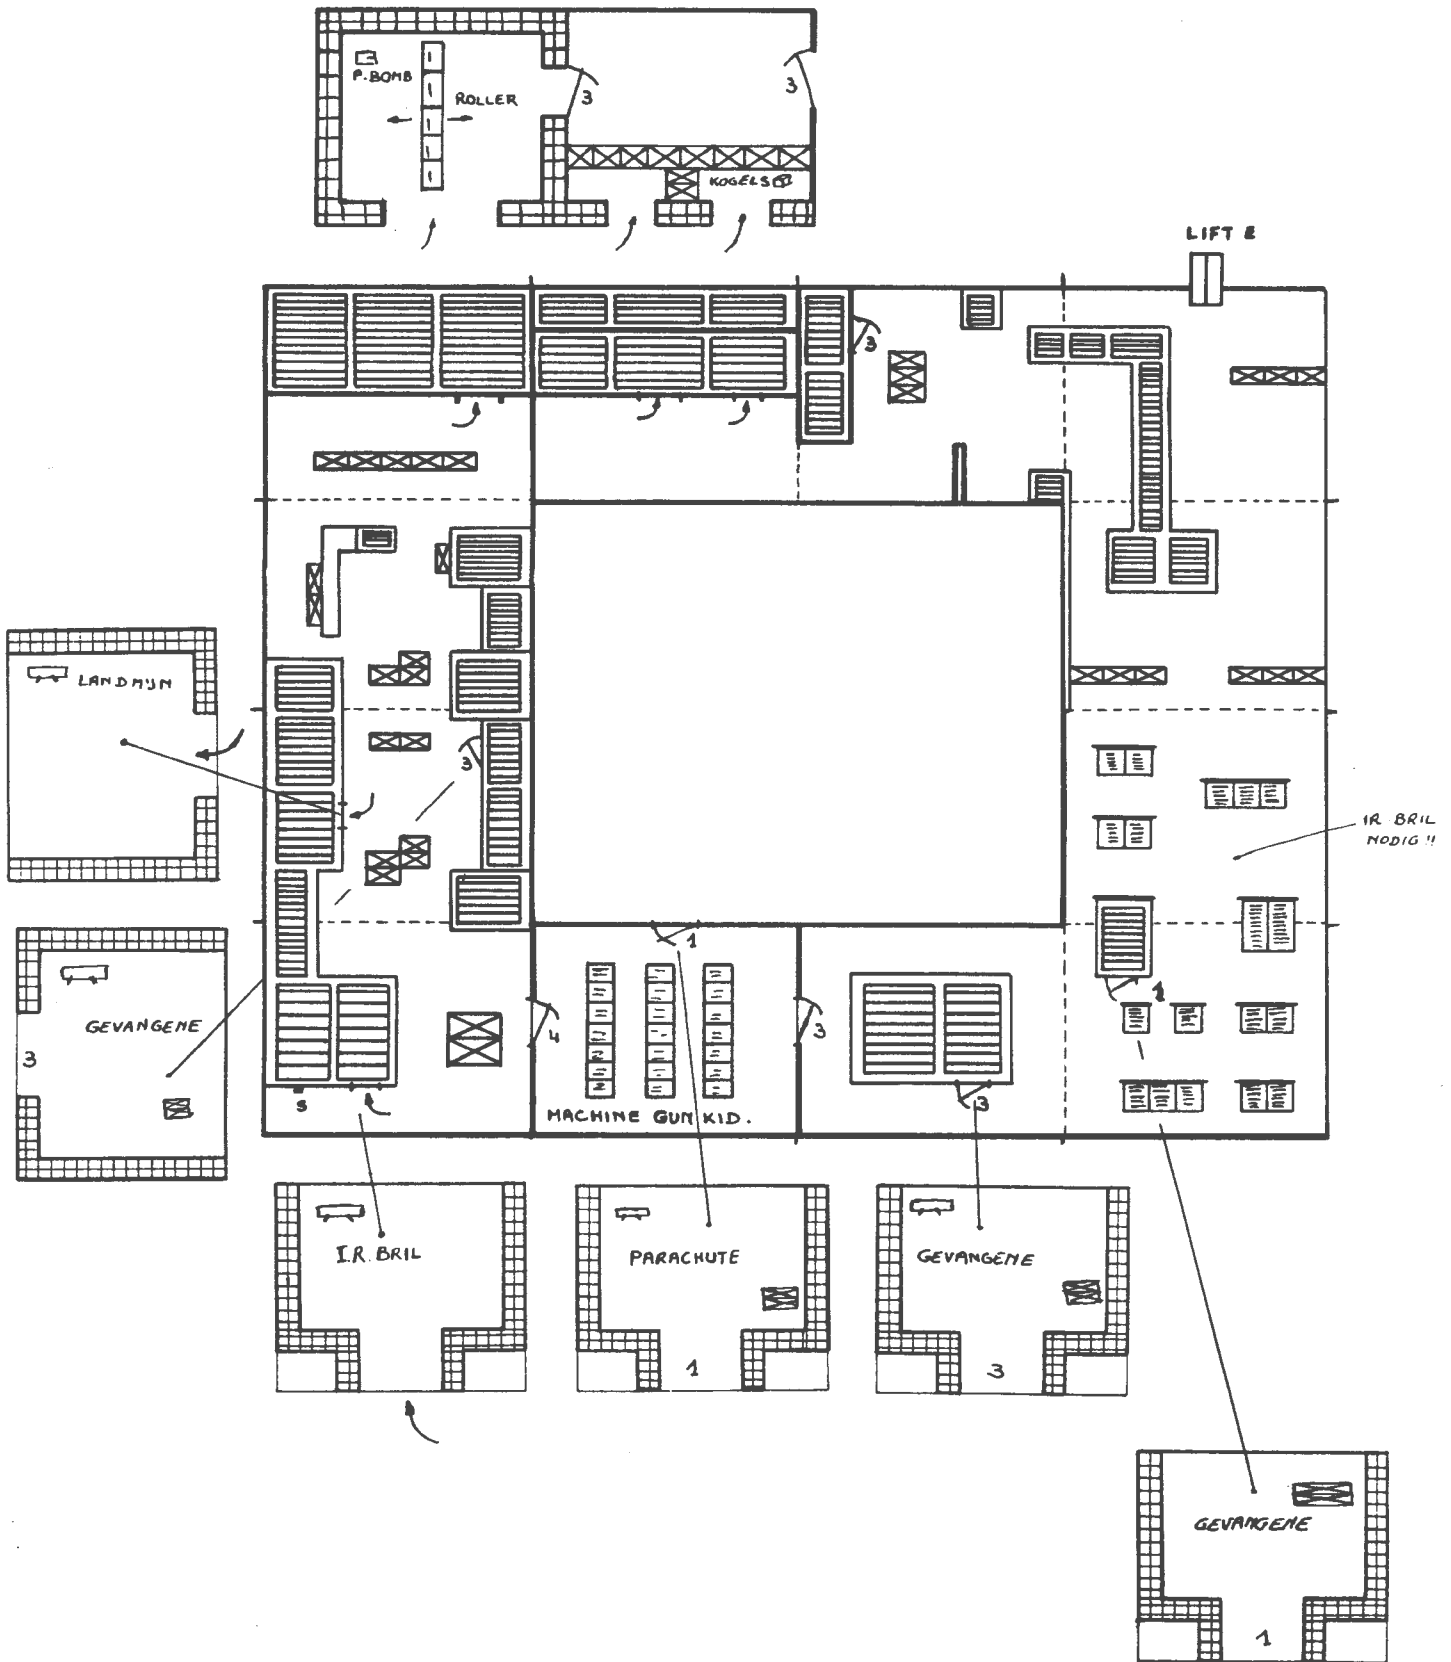 P.BOMB
ROLLER
3
3
KOGELS
LIFT E
3
LANDMIJN
3
IR BRIL
NODIG !!
GEVANGENE
3
1
4
3
1
S
3
MACHINE GUN KID.
I.R. BRIL
PARACHUTE
1
GEVANGENE
3
GEVANGENE
1